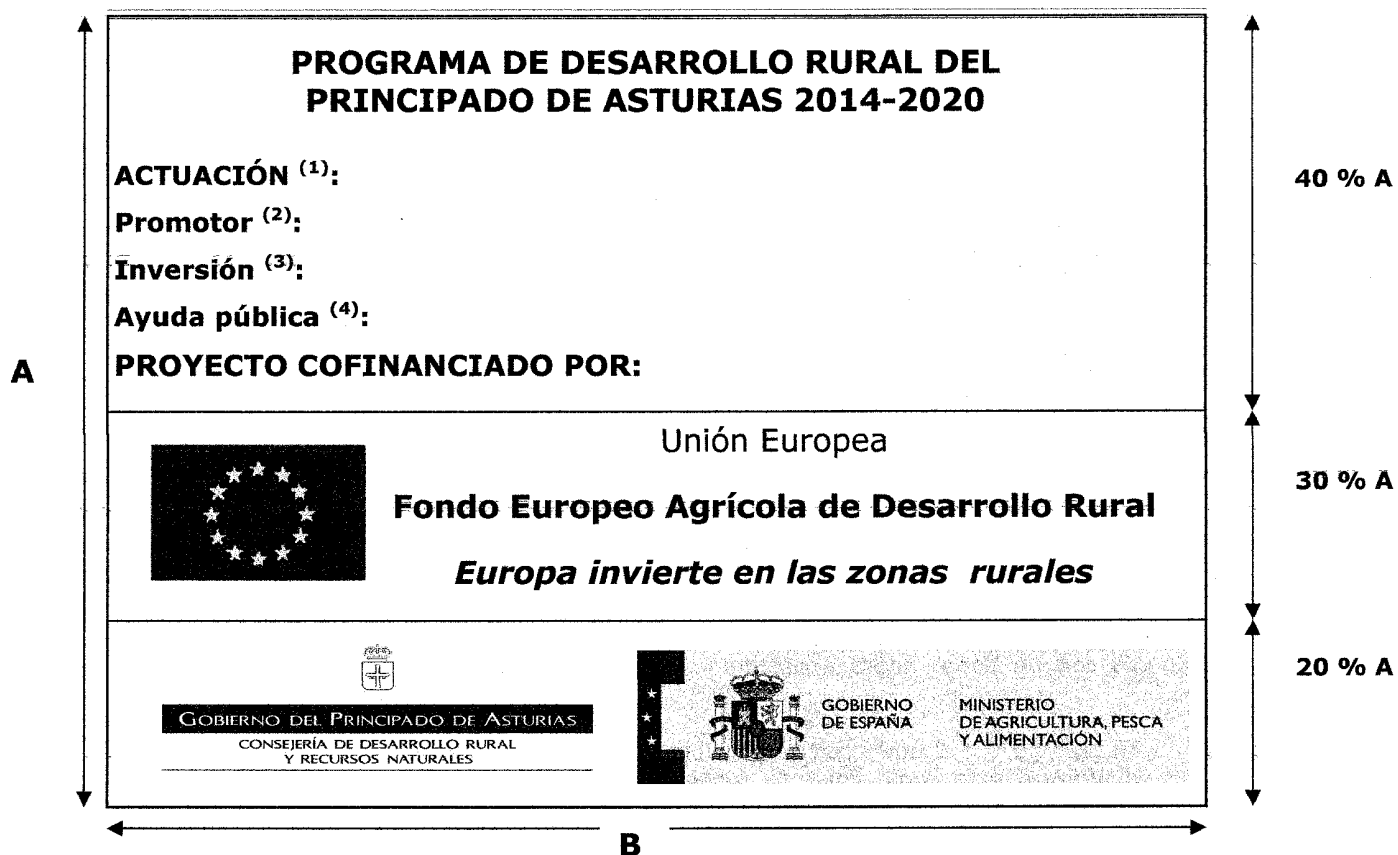 PROGRAMA DE DESARROLLO RURAL DEL
PRINCIPADO DE ASTURIAS 2014-2020
ACTUACIÓN (1):
Promotor (2):
Inversión (3):
Ayuda pública (4):
PROYECTO COFINANCIADO POR:
40 % A
A
Unión Europea
Fondo Europeo Agrícola de Desarrollo Rural
Europa invierte en las zonas rurales
30 % A
GOBIERNO DEL PRINCIPADO DE ASTURIAS
CONSEJERÍA DE DESARROLLO RURAL
Y RECURSOS NATURALES
GOBIERNO
DE ESPAÑA
MINISTERIO
DE AGRICULTURA, PESCA
Y ALIMENTACIÓN
20 % A
B